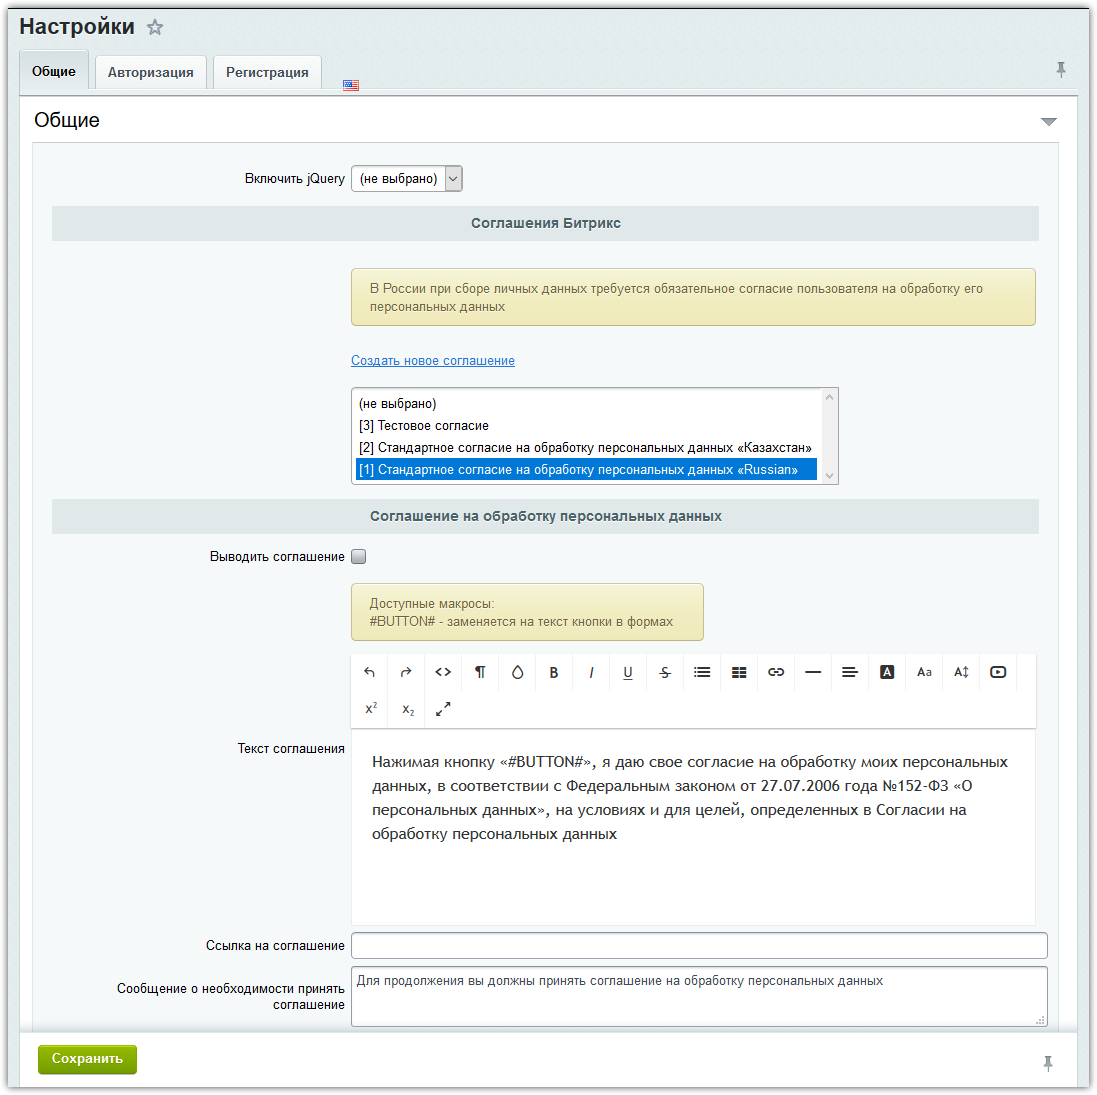 Настройки
Общие
Авторизация
Регистрация
Общие
Включить jQuery
(не выбрано)
Соглашения Битрикс
В России при сборе личных данных требуется обязательное согласие пользователя на обработку его
персональных данных
Создать новое соглашение
(не выбрано)
[3] Тестовое согласие
[2] Стандартное согласие на обработку персональных данных «Казахстан»
[1] Стандартное согласие на обработку персональных данных «Russian»
Соглашение на обработку персональных данных
Выводить соглашение
Доступные макросы:
#BUTTON# - заменяется на текст кнопки в формах
B I U S A Aa A
x² x₂
Текст соглашения
Нажимая кнопку «#BUTTON#», я даю свое согласие на обработку моих персональных
данных, в соответствии с Федеральным законом от 27.07.2006 года №152-ФЗ «О
персональных данных», на условиях и для целей, определенных в Согласии на
обработку персональных данных
Ссылка на соглашение
Сообщение о необходимости принять
соглашение
Для продолжения вы должны принять соглашение на обработку персональных данных
Сохранить